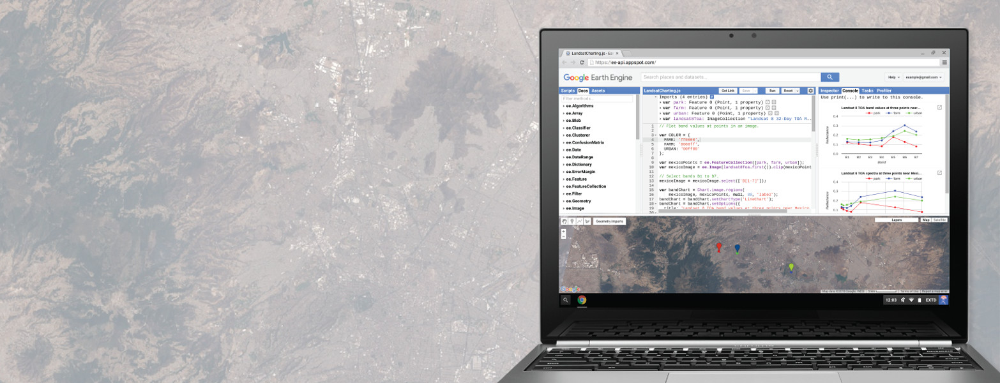 LandsatCharting.js - Ea
https://ee-api.appspot.com/
Google Earth Engine
Search places and datasets...
Help
example@gmail.com
Scripts Docs Assets
Filter methods...
ee.Algorithms
ee.Array
ee.Blob
ee.Classifier
ee.Clusterer
ee.ConfusionMatrix
ee.Date
ee.DateRange
ee.Dictionary
ee.ErrorMargin
ee.Feature
ee.FeatureCollection
ee.Filter
ee.Geometry
ee.Image
LandsatCharting.js
Get Link Save Run Reset
Imports (4 entries)
var park: Feature 0 (Point, 1 property)
var farm: Feature 0 (Point, 1 property)
var urban: Feature 0 (Point, 1 property)
var landsat8Toa: ImageCollection "Landsat 8 32-Day TOA R..
1 // Plot band values at points in an image.
2
3 var COLOR = {
4 PARK: 'ff0000',
5 FARM: '0000ff',
6 URBAN: '00ff00'
7 };
8
9 var mexicoPoints = ee.FeatureCollection([park, farm, urban]);
10 var mexicoImage = ee.Image(landsat8Toa.first()).clip(mexicoPoint
11
12 // Select bands B1 to B7.
13 mexicoImage = mexicoImage.select(['B[1-7]']);
14
15 var bandChart = Chart.image.regions(
16 mexicoImage, mexicoPoints, null, 30, 'label');
17 bandChart = bandChart.setChartType('LineChart');
18 bandChart = bandChart.setOptions({
19 title: 'Landsat 8 TOA band values at three points near Mexico
20
Inspector Console Tasks Profiler
Use print(...) to write to this console.
Landsat 8 TOA band values at three points near...
park farm urban
Reflectance
0.4
0.3
0.2
0.1
0.0
B1 B2 B3 B4 B5 B6 B7
Band
Landsat 8 TOA spectra at three points near Mexi...
park farm urban
Reflectance
0.4
0.3
0.2
0.1
Geometry Imports
Layers
Map Satellite
Google
Terms of Use
Report a map error
12:03
EXTD
chrome